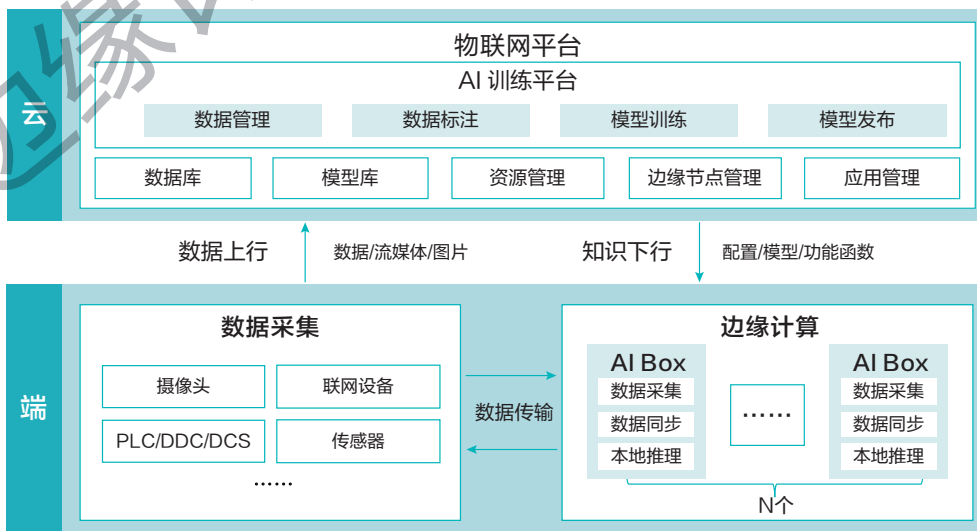 云
物联网平台
AI 训练平台
数据管理 数据标注 模型训练 模型发布
数据库 模型库 资源管理 边缘节点管理 应用管理
数据上行 数据/流媒体/图片 知识下行 配置/模型/功能函数
端
数据采集
摄像头 联网设备
PLC/DDC/DCS 传感器
......
数据传输
边缘计算
AI Box
数据采集
数据同步
本地推理
......
AI Box
数据采集
数据同步
本地推理
N个
边缘